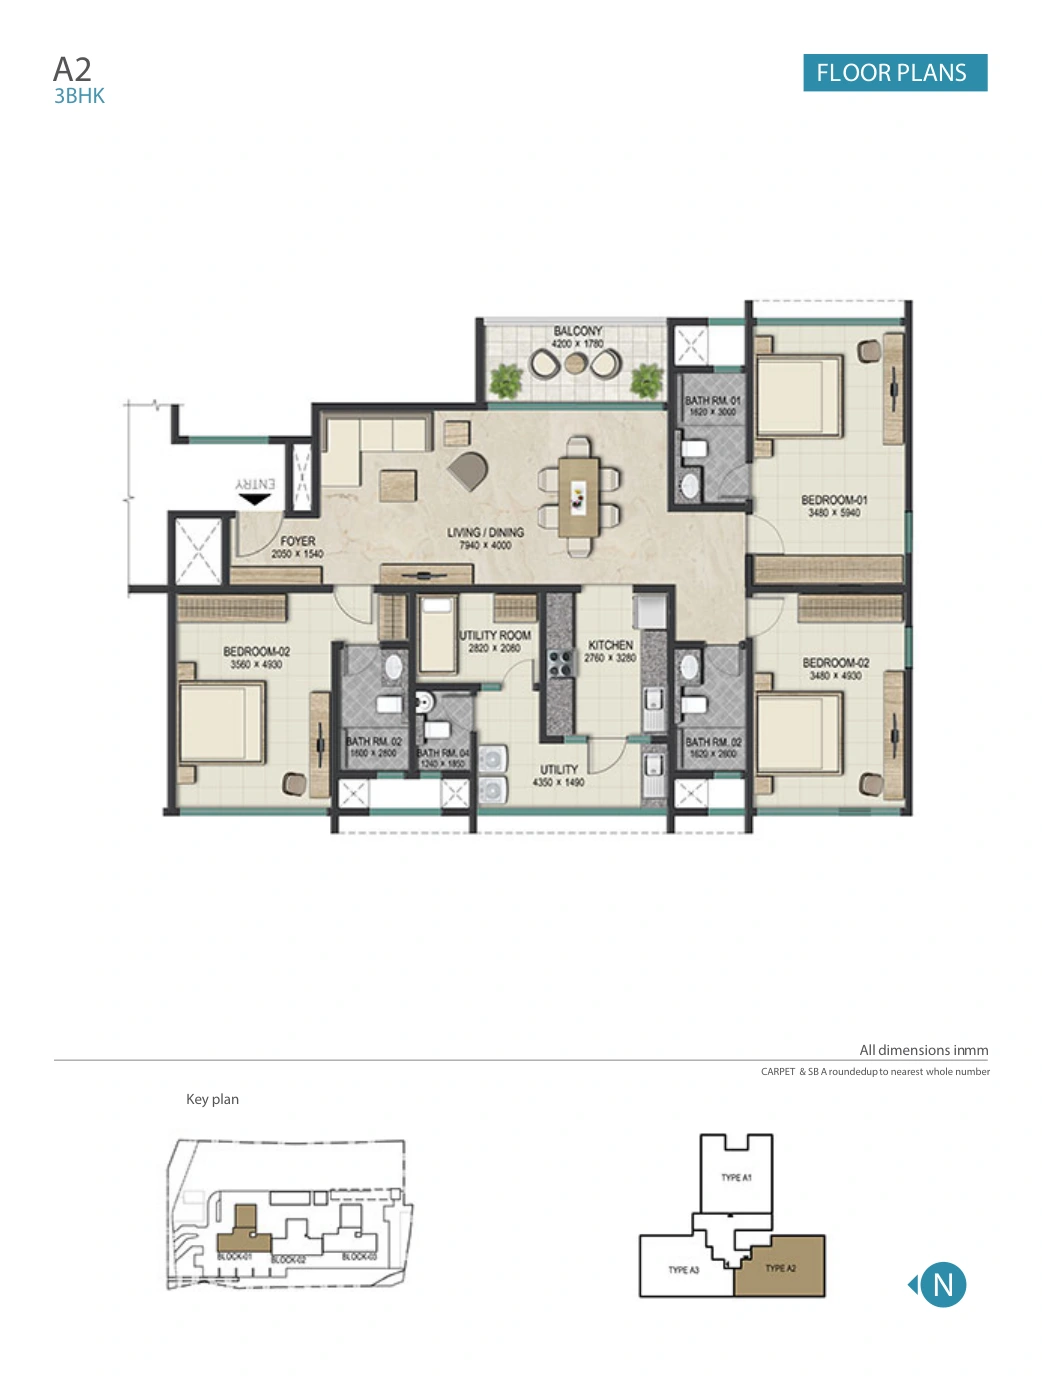 A2
3BHK
FLOOR PLANS
BALCONY
4200 X 1780
BATH RM. 01
1620 X 3000
BEDROOM-01
3480 X 5940
ENTRY
FOYER
2050 X 1540
LIVING / DINING
7940 X 4000
BEDROOM-02
3560 X 4930
UTILITY ROOM
2820 X 2080
KITCHEN
2760 X 3280
BEDROOM-02
3480 X 4930
BATH RM. 02
1600 X 2800
BATH RM. 04
1240 X 1850
UTILITY
4350 X 1490
BATH RM. 02
1620 X 2600
All dimensions inmm
CARPET & SB A roundedup to nearest whole number
Key plan
BLOCK-01
BLOCK-02
BLOCK-03
TYPE A1
TYPE A3
TYPE A2
N